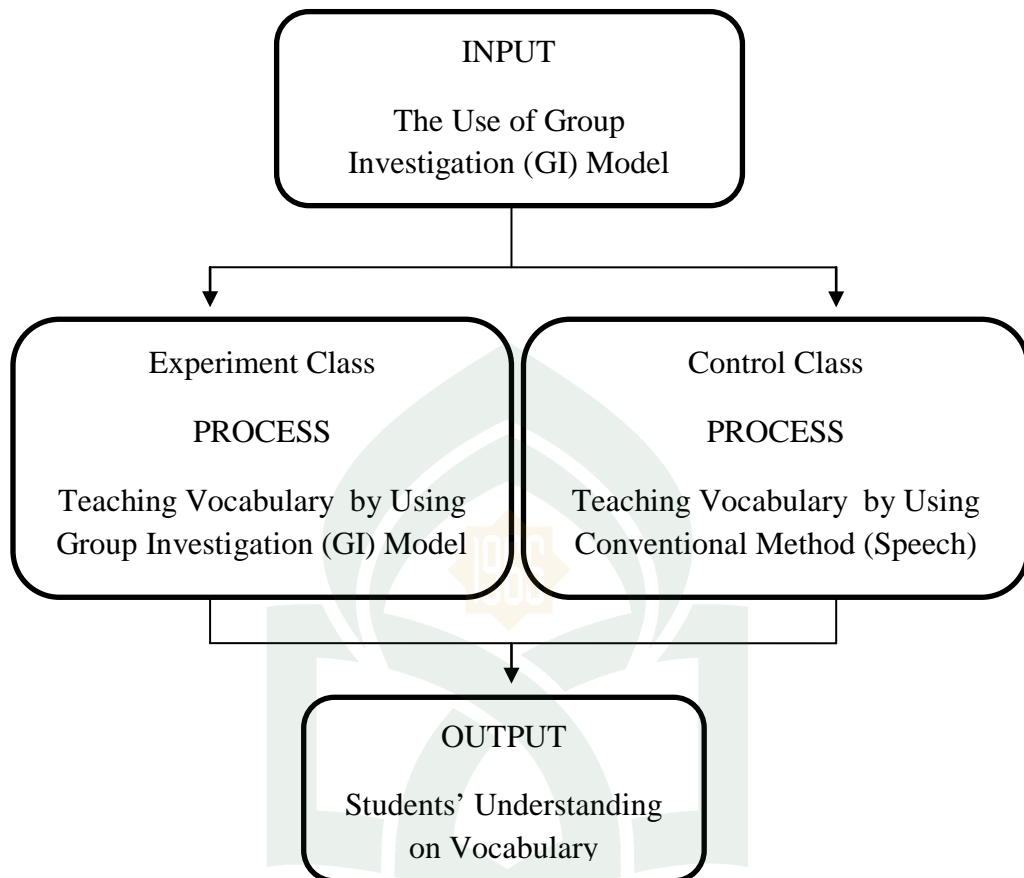 INPUT
The Use of Group
Investigation (GI) Model
Experiment Class
PROCESS
Teaching Vocabulary by Using
Group Investigation (GI) Model
Control Class
PROCESS
Teaching Vocabulary by Using
Conventional Method (Speech)
1965
OUTPUT
Students’ Understanding
on Vocabulary